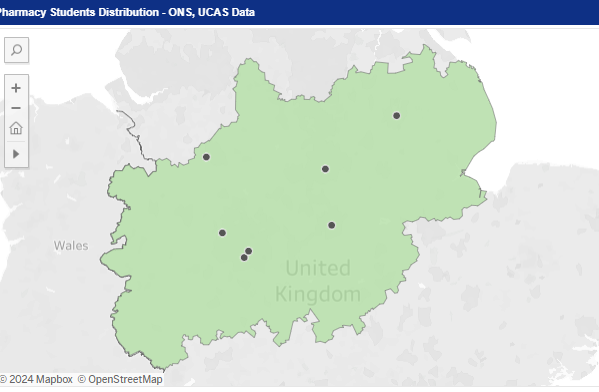 Pharmacy Students Distribution - ONS, UCAS Data
Wales
United
Kingdom
© 2024 Mapbox © OpenStreetMap